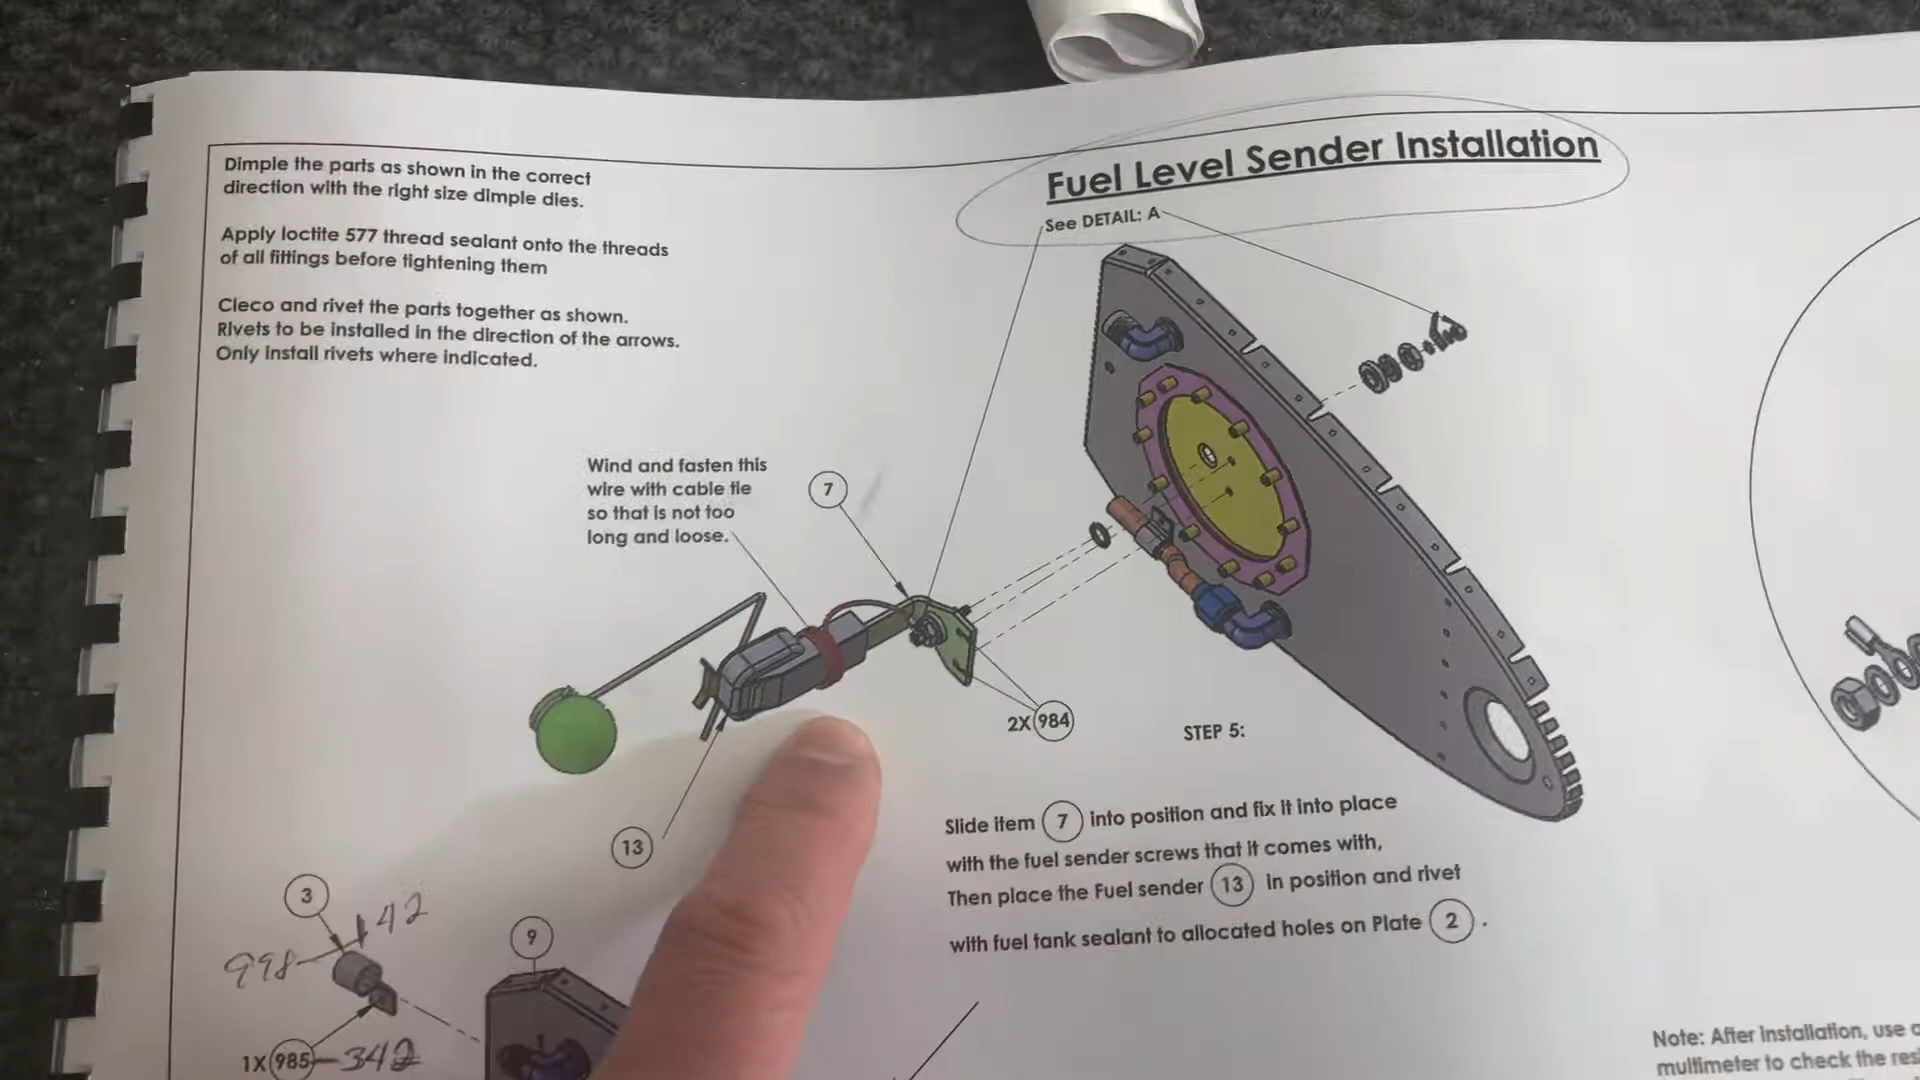 Dimple the parts as shown in the correct
direction with the right size dimple dies.
Apply loctite 577 thread sealant onto the threads
of all fittings before tightening them
Cleco and rivet the parts together as shown.
Rivets to be installed in the direction of the arrows.
Only install rivets where indicated.
Fuel Level Sender Installation
See DETAIL: A
Wind and fasten this
wire with cable tie
so that is not too
long and loose.
7
2X 984
13
STEP 5:
Slide item 7 into position and fix it into place
with the fuel sender screws that it comes with,
Then place the Fuel sender 13 in position and rivet
with fuel tank sealant to allocated holes on Plate 2 .
3
142
998
9
1X 985 342
Note: After installation, use
multimeter to check the